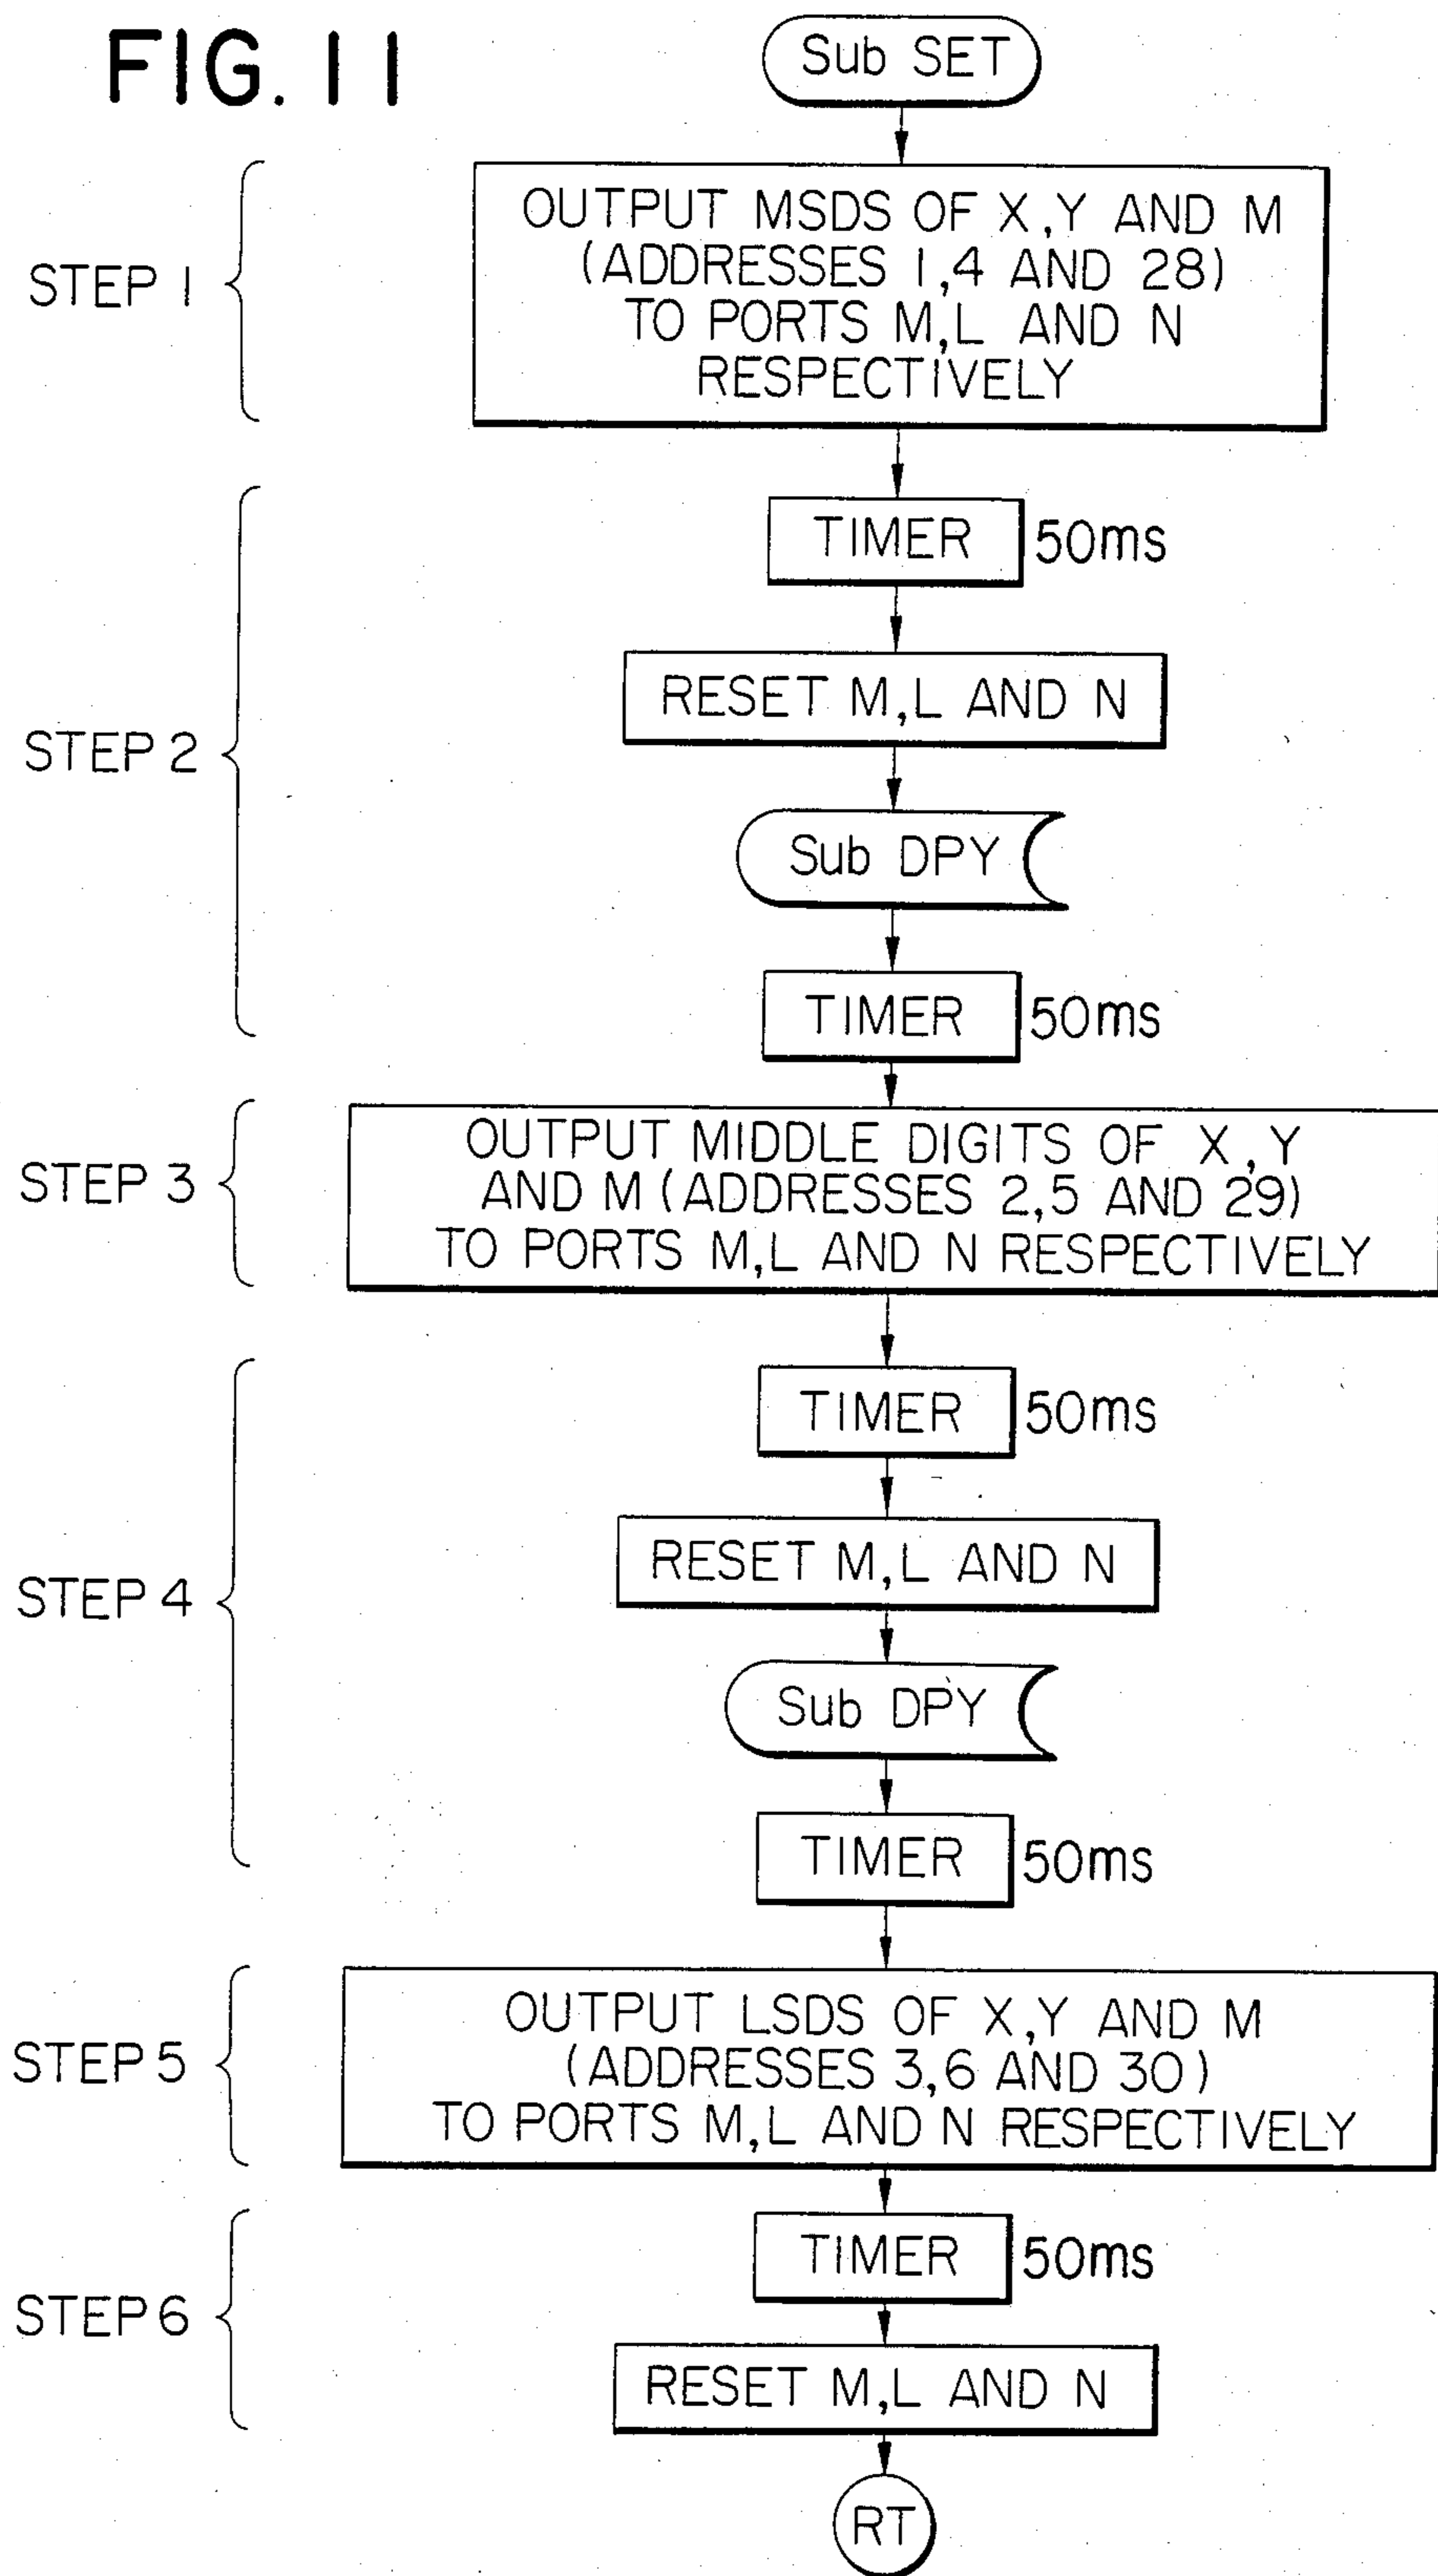 FIG. 11
Sub SET
STEP 1
OUTPUT MSDS OF X,Y AND M
(ADDRESSES 1,4 AND 28)
TO PORTS M,L AND N
RESPECTIVELY
STEP 2
TIMER 50ms
RESET M,L AND N
Sub DPY
TIMER 50ms
STEP 3
OUTPUT MIDDLE DIGITS OF X,Y
AND M (ADDRESSES 2,5 AND 29)
TO PORTS M,L AND N RESPECTIVELY
STEP 4
TIMER 50ms
RESET M,L AND N
Sub DPY
TIMER 50ms
STEP 5
OUTPUT LSDS OF X,Y AND M
(ADDRESSES 3,6 AND 30)
TO PORTS M,L AND N RESPECTIVELY
STEP 6
TIMER 50ms
RESET M,L AND N
RT